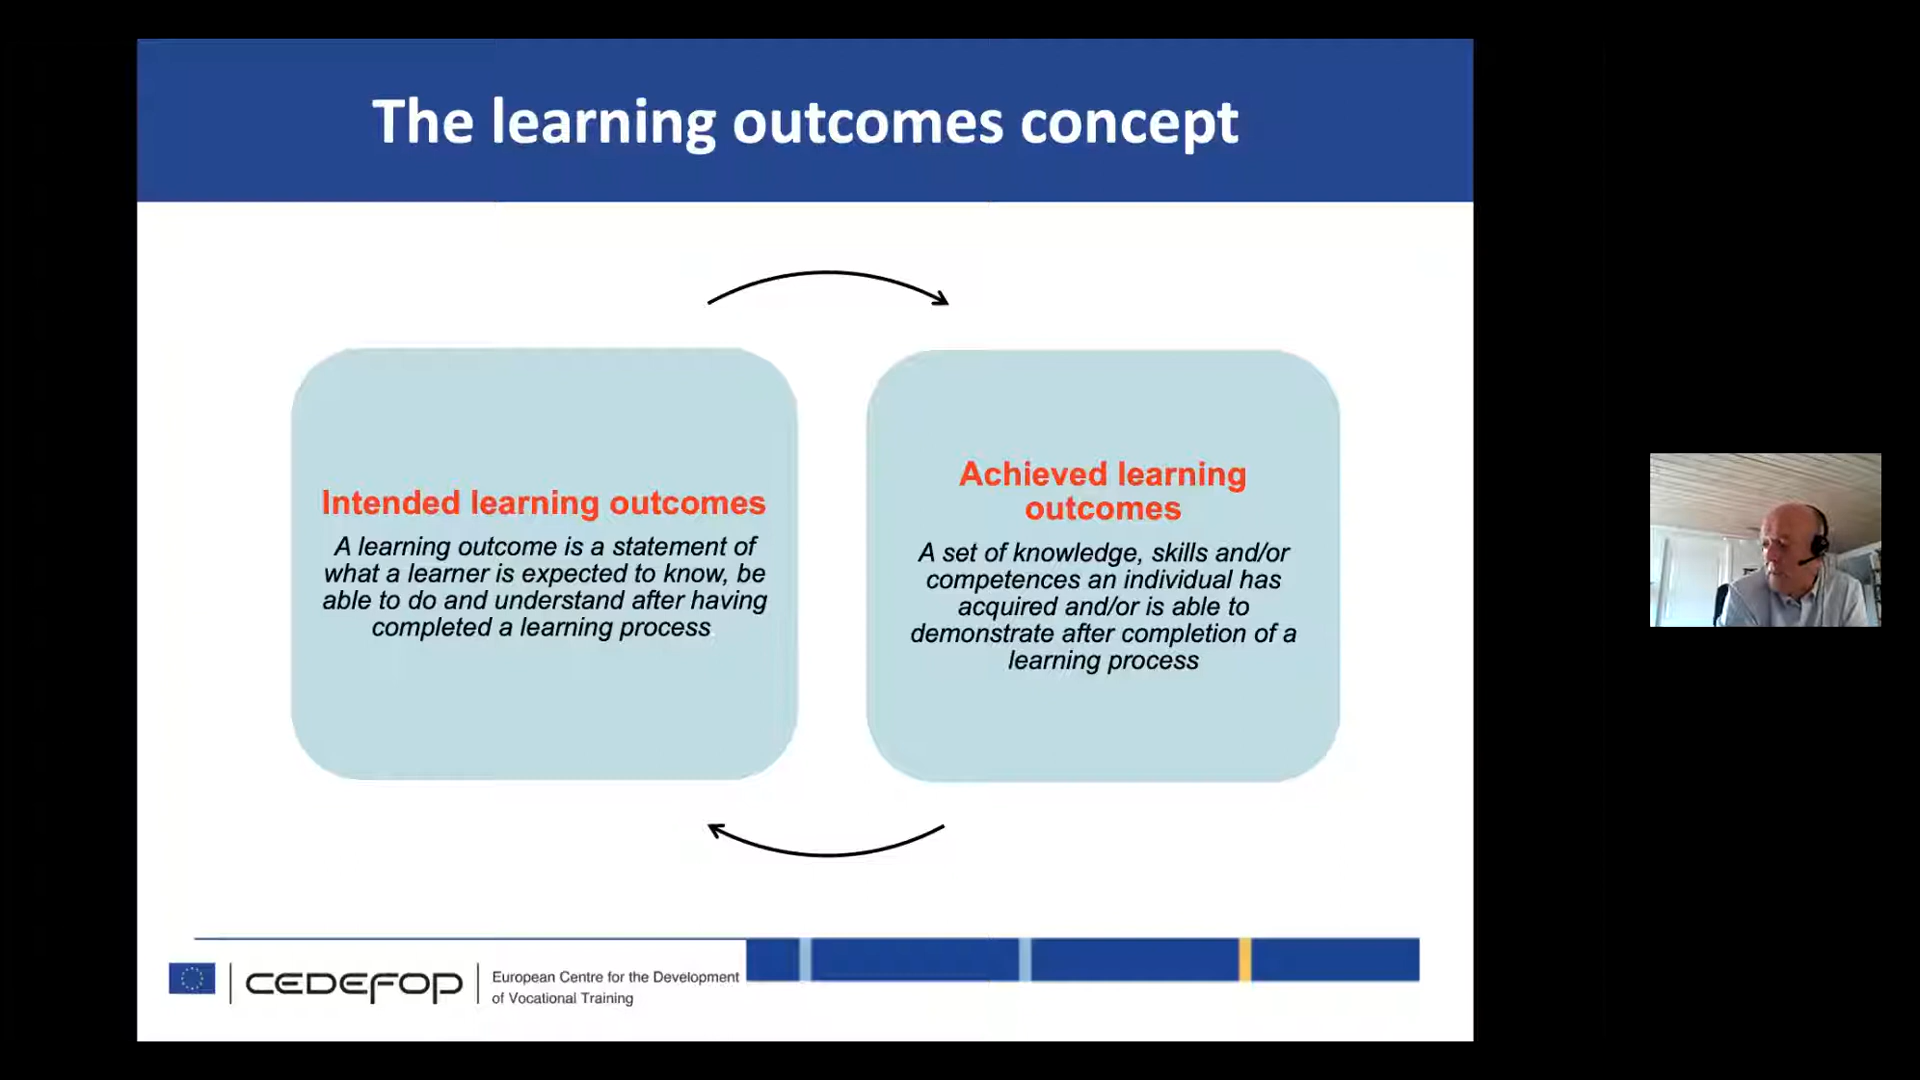 The learning outcomes concept
Intended learning outcomes
A learning outcome is a statement of
what a learner is expected to know, be
able to do and understand after having
completed a learning process
Achieved learning
outcomes
A set of knowledge, skills and/or
competences an individual has
acquired and/or is able to
demonstrate after completion of a
learning process
CEDEFOP
European Centre for the Development
of Vocational Training